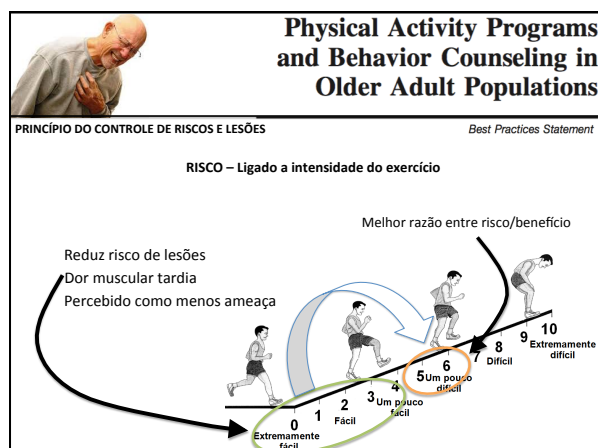 Physical Activity Programs
and Behavior Counseling in
Older Adult Populations
PRINCÍPIO DO CONTROLE DE RISCOS E LESÕES
Best Practices Statement
RISCO – Ligado a intensidade do exercício
Melhor razão entre risco/benefício
Reduz risco de lesões
Dor muscular tardia
Percebido como menos ameaça
10
Extremamente
difícil
9
8
Difícil
7
6
5
Um pouco
difícil
4
3
Um pouco
fácil
2
Fácil
1
0
Extremamente
fácil